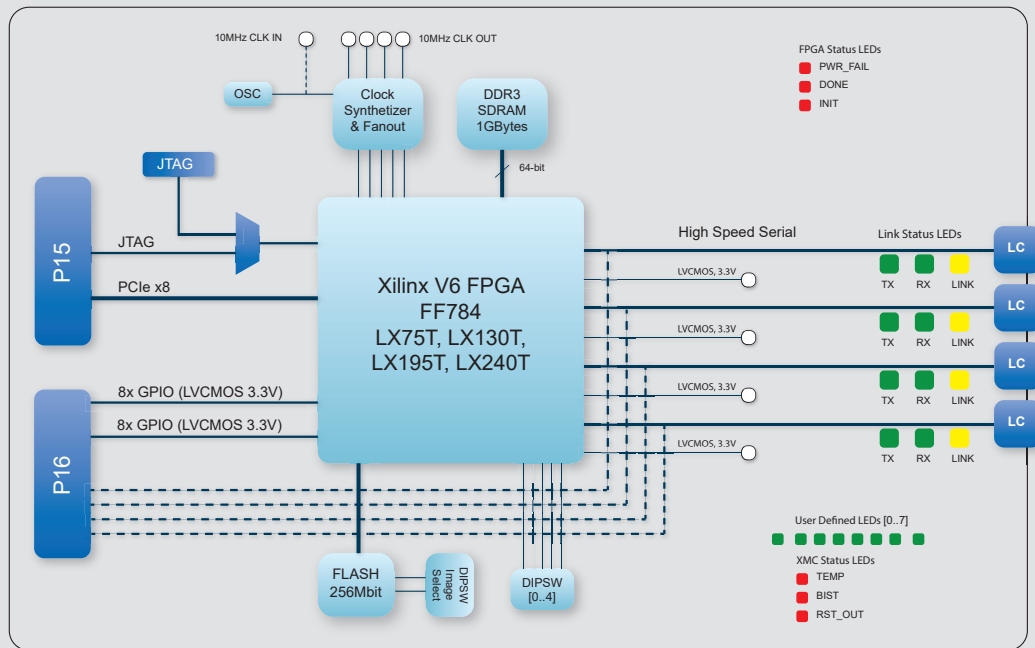 10MHz CLK IN
10MHz CLK OUT
FPGA Status LEDs
PWR_FAIL
DONE
INIT
OSC
Clock
Synthetizer
& Fanout
DDR3
SDRAM
1GBytes
64-bit
JTAG
P15
JTAG
PCIe x8
Xilinx V6 FPGA
FF784
LX75T, LX130T,
LX195T, LX240T
High Speed Serial
Link Status LEDs
LC
LVCMOS, 3.3V
TX RX LINK
LC
LVCMOS, 3.3V
TX RX LINK
LC
LVCMOS, 3.3V
TX RX LINK
LC
LVCMOS, 3.3V
TX RX LINK
P16
8x GPIO (LVCMOS 3.3V)
8x GPIO (LVCMOS 3.3V)
FLASH
256Mbit
DIPSW
Image
Select
DIPSW
[0..4]
User Defined LEDs [0..7]
XMC Status LEDs
TEMP
BIST
RST_OUT